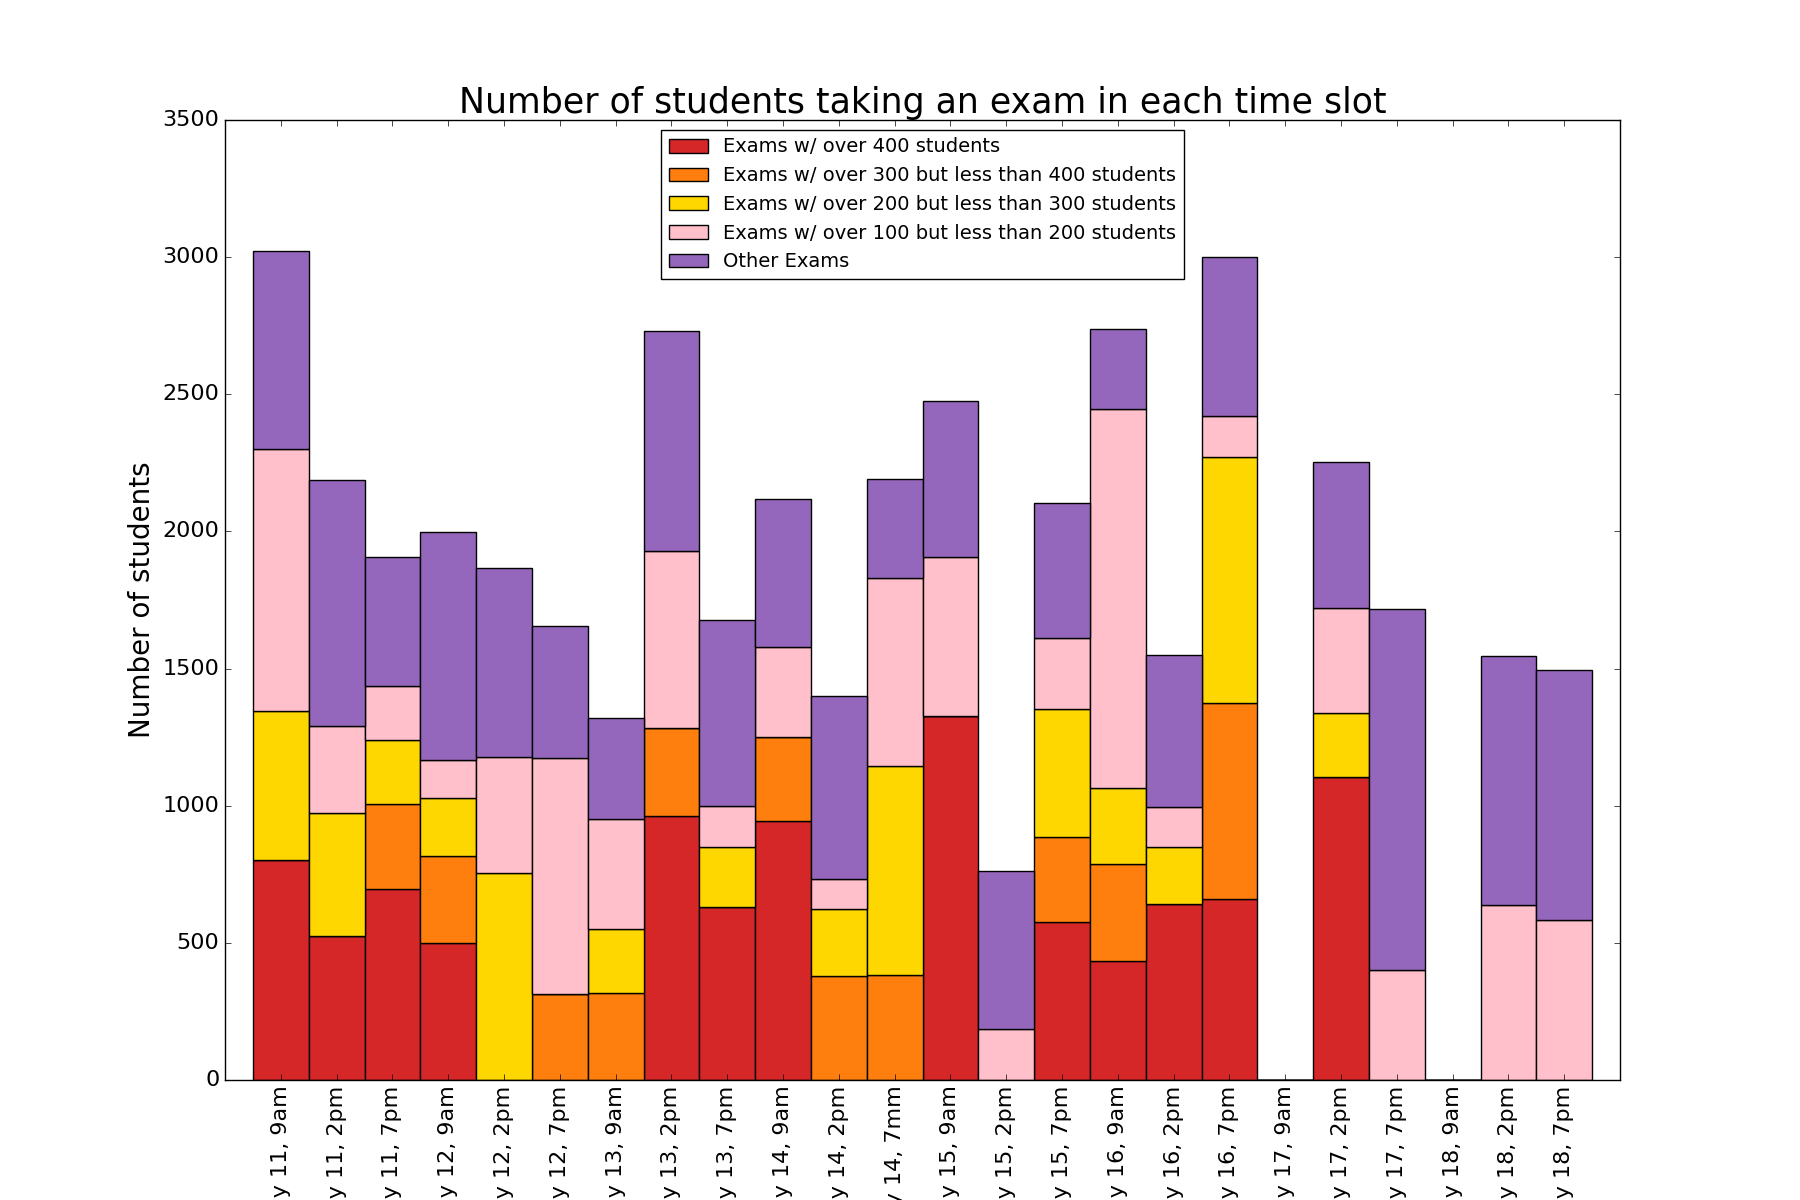 Number of students taking an exam in each time slot
Exams w/ over 400 students
Exams w/ over 300 but less than 400 students
Exams w/ over 200 but less than 300 students
Exams w/ over 100 but less than 200 students
Other Exams
Number of students
3500
3000
2500
2000
1500
1000
500
0
y 11, 9am
y 11, 2pm
y 11, 7pm
y 12, 9am
y 12, 2pm
y 12, 7pm
y 13, 9am
y 13, 2pm
y 13, 7pm
y 14, 9am
y 14, 2pm
y 14, 7mm
y 15, 9am
y 15, 2pm
y 15, 7pm
y 16, 9am
y 16, 2pm
y 16, 7pm
y 17, 9am
y 17, 2pm
y 17, 7pm
y 18, 9am
y 18, 2pm
y 18, 7pm